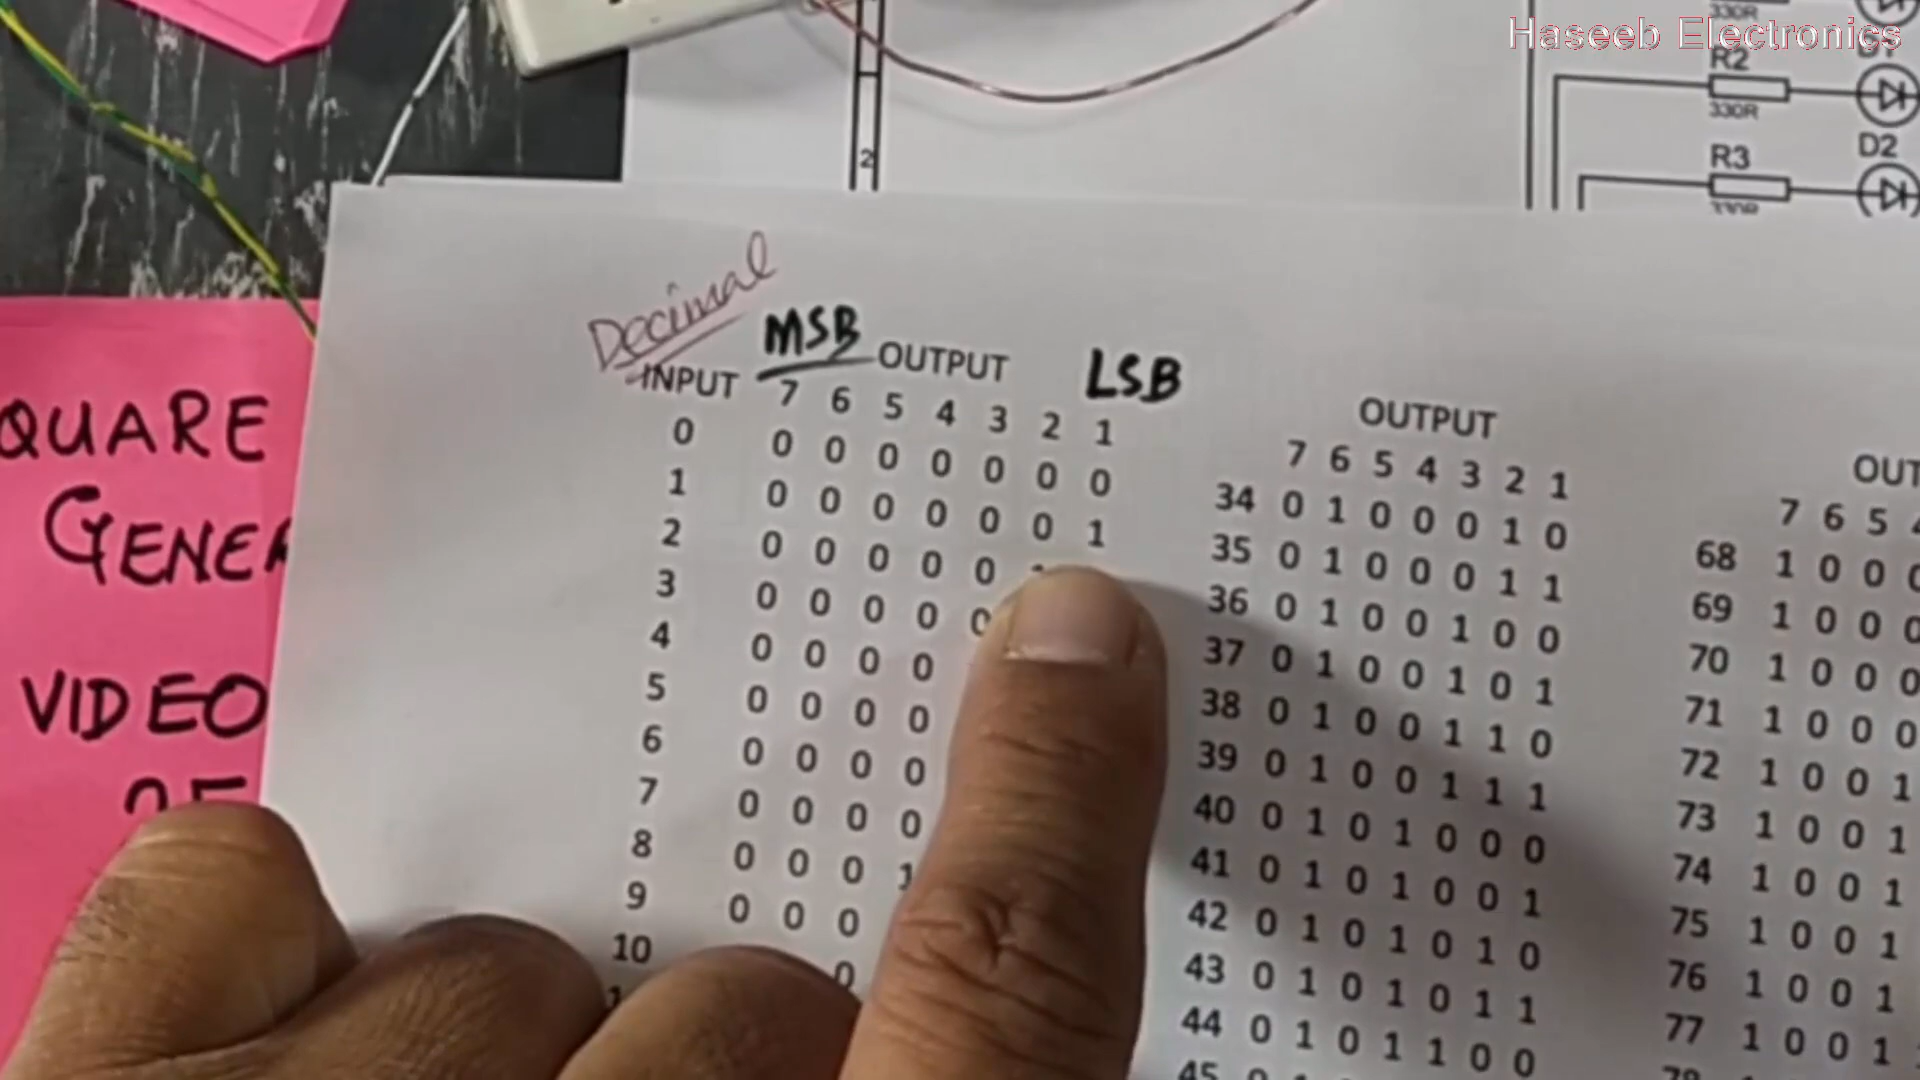 Haseeb Electronics
330R
R2
330R
D2
R3
2
Decimal
MSB
LSB
INPUT
OUTPUT
7 6 5 4 3 2 1
0 0 0 0 0 0 0 0
1 0 0 0 0 0 0 1
2 0 0 0 0 0
3 0 0 0 0 0
4 0 0 0 0
5 0 0 0 0
6 0 0 0 0
7 0 0 0 0
8 0 0 0 1
9 0 0 0
10 0
OUTPUT
7 6 5 4 3 2 1
34 0 1 0 0 0 1 0
35 0 1 0 0 0 1 1
36 0 1 0 0 1 0 0
37 0 1 0 0 1 0 1
38 0 1 0 0 1 1 0
39 0 1 0 0 1 1 1
40 0 1 0 1 0 0 0
41 0 1 0 1 0 0 1
42 0 1 0 1 0 1 0
43 0 1 0 1 0 1 1
44 0 1 0 1 1 0 0
45
OUT
7 6 5
68 1 0 0 0
69 1 0 0 0
70 1 0 0 0
71 1 0 0 0
72 1 0 0 1
73 1 0 0 1
74 1 0 0 1
75 1 0 0 1
76 1 0 0 1
77 1 0 0 1
QUARE
GENER
VIDEO